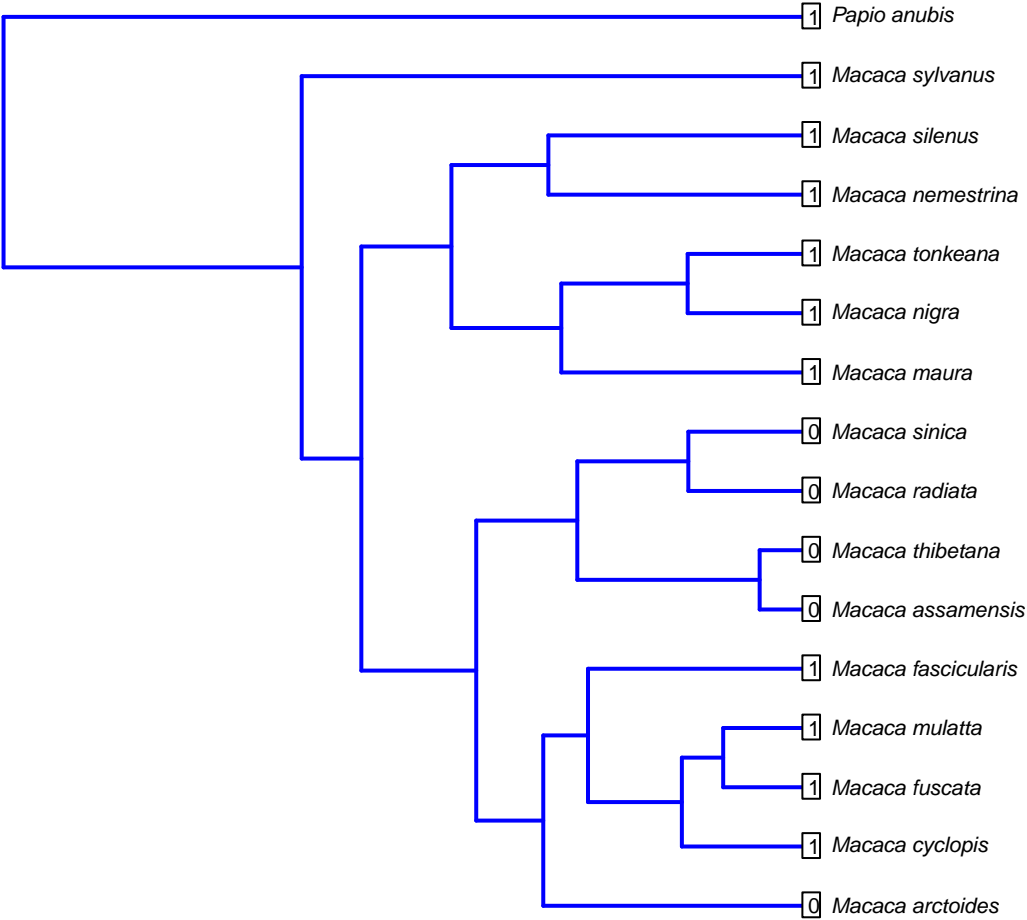 1 Papio anubis
1 Macaca sylvanus
1 Macaca silenus
1 Macaca nemestrina
1 Macaca tonkeana
1 Macaca nigra
1 Macaca maura
0 Macaca sinica
0 Macaca radiata
0 Macaca thibetana
0 Macaca assamensis
1 Macaca fascicularis
1 Macaca mulatta
1 Macaca fuscata
1 Macaca cyclopis
0 Macaca arctoides